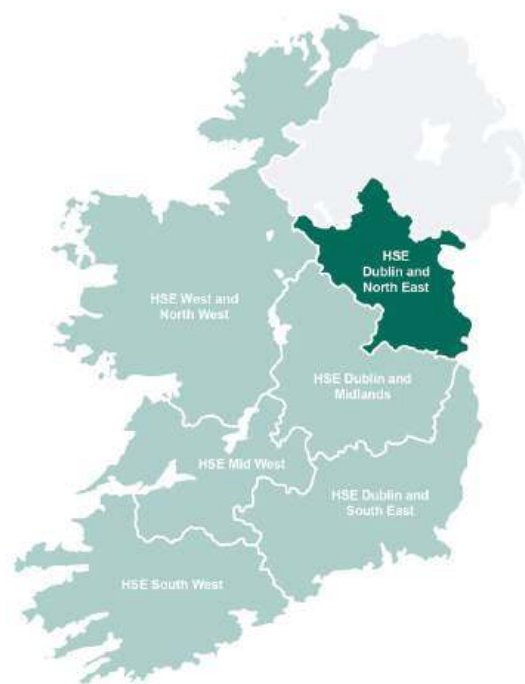 HSE
Dublin and
North East
HSE West and
North West
HSE Dublin and
Midlands
HSE Mid West
HSE Dublin and
South East
HSE South West